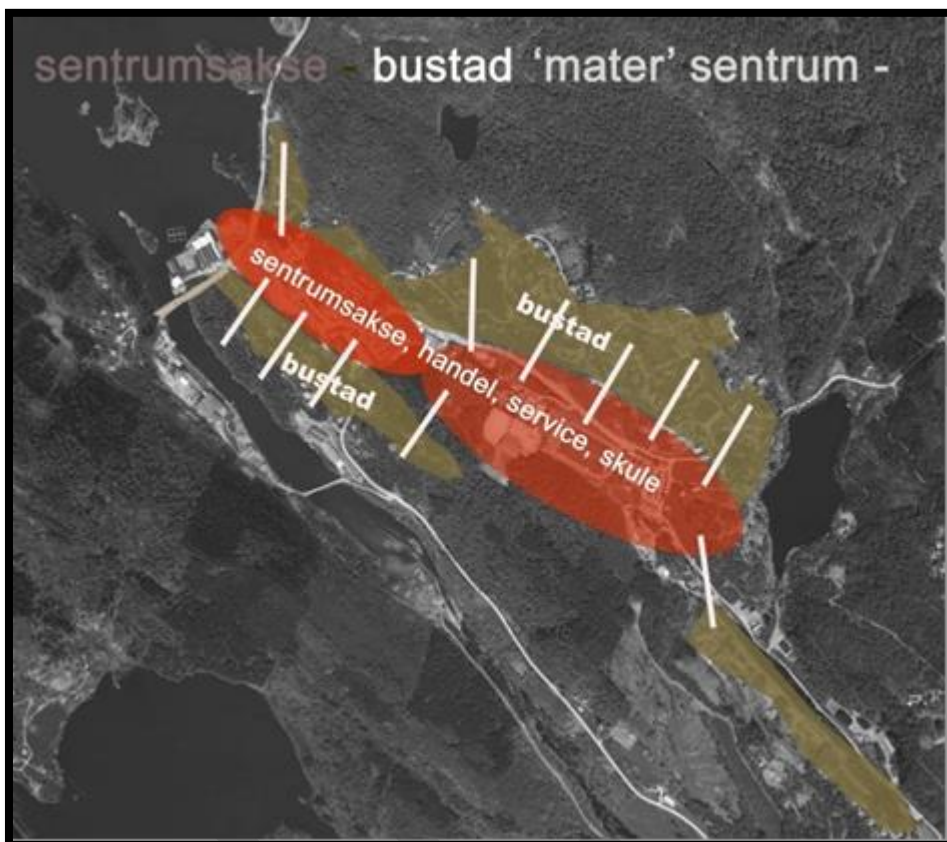 sentrumsakse - bustad ‘mater’ sentrum -
sentrumsakse, handel, service, skule
bustad
bustad